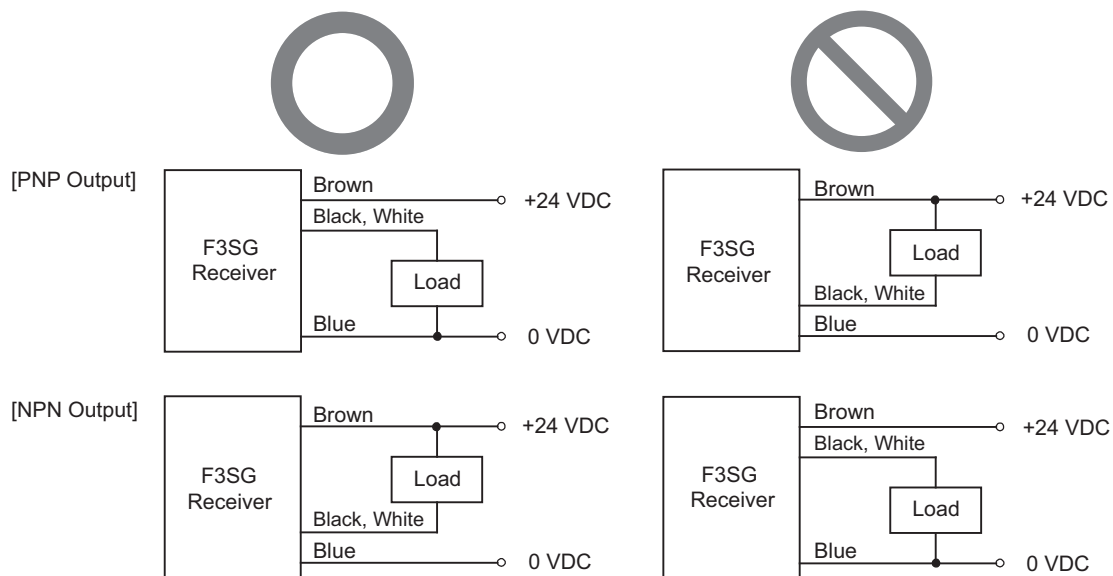 [PNP Output]
F3SG
Receiver
Brown
Black, White
Load
Blue
+24 VDC
0 VDC
F3SG
Receiver
Brown
Load
Black, White
Blue
+24 VDC
0 VDC
[NPN Output]
F3SG
Receiver
Brown
Load
Black, White
Blue
+24 VDC
0 VDC
F3SG
Receiver
Brown
Black, White
Load
Blue
+24 VDC
0 VDC